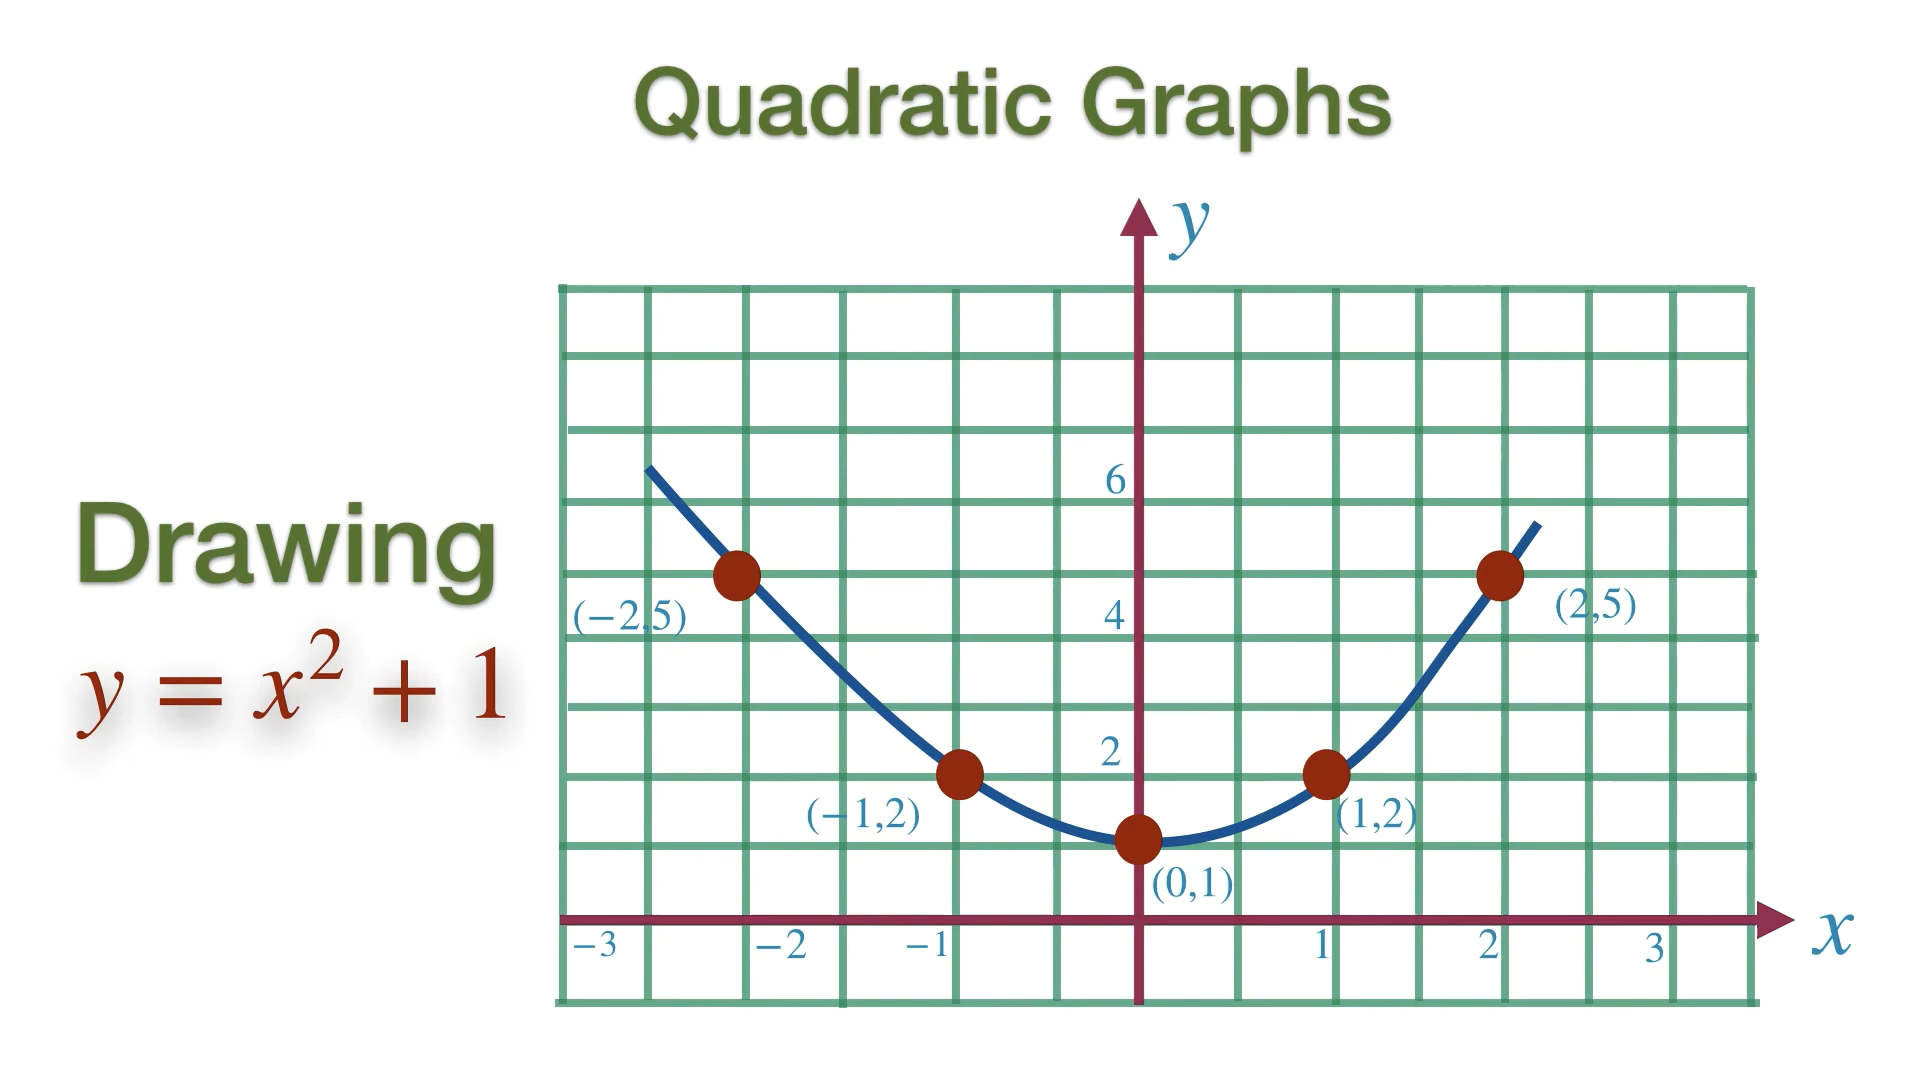 Quadratic Graphs
y
6
Drawing
(−2,5)
4
(2,5)
y = x² + 1
2
(−1,2)
(1,2)
(0,1)
−3 −2 −1 1 2 3
x